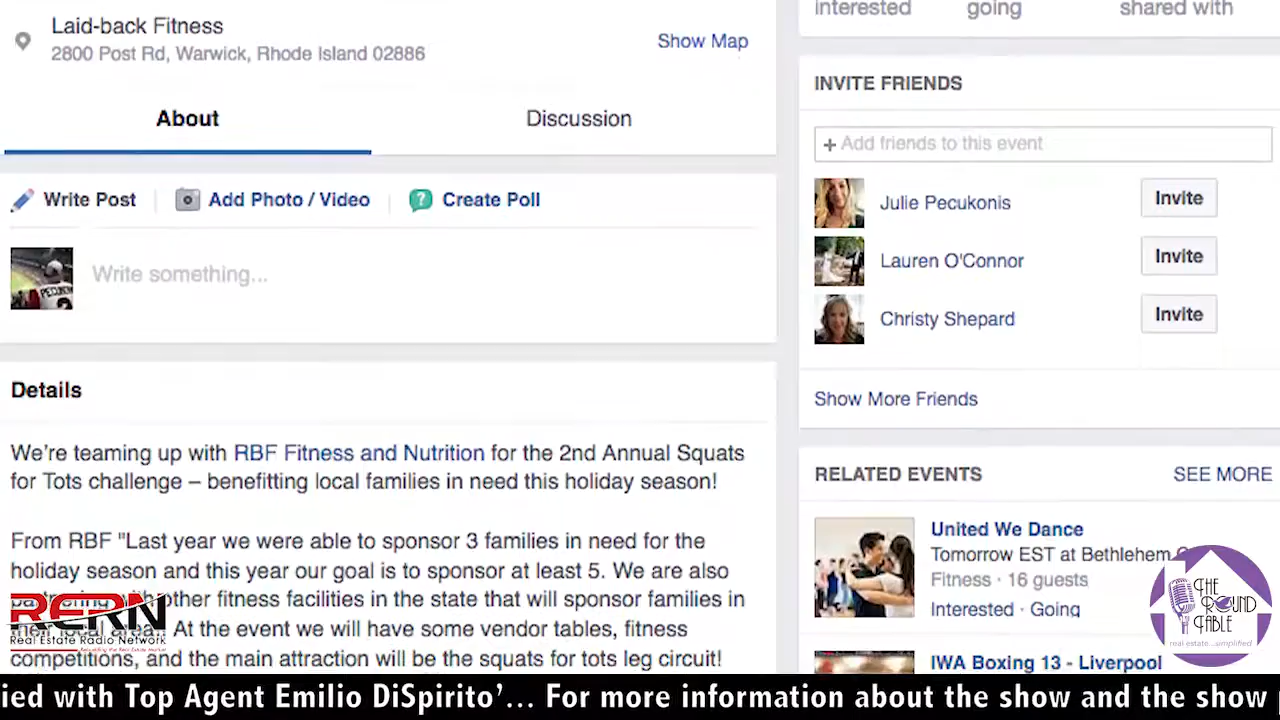 Laid-back Fitness
2800 Post Rd, Warwick, Rhode Island 02886
Show Map
About
Discussion
Write Post
Add Photo / Video
Create Poll
Write something...
Details
We're teaming up with RBF Fitness and Nutrition for the 2nd Annual Squats
for Tots challenge – benefitting local families in need this holiday season!
From RBF "Last year we were able to sponsor 3 families in need for the
holiday season and this year our goal is to sponsor at least 5. We are also
other fitness facilities in the state that will sponsor families in
At the event we will have some vendor tables, fitness
competitions, and the main attraction will be the squats for tots leg circuit!
interested
going
shared with
INVITE FRIENDS
+ Add friends to this event
Julie Pecukonis
Invite
Lauren O'Connor
Invite
Christy Shepard
Invite
Show More Friends
RELATED EVENTS
SEE MORE
United We Dance
Tomorrow EST at Bethlehem
Fitness · 16 guests
Interested · Going
IWA Boxing 13 - Liverpool
RERN
Real Estate Radio Network
THE
ROUND
TABLE
real estate...simplified
ied with Top Agent Emilio DiSpirito’... For more information about the show and the show